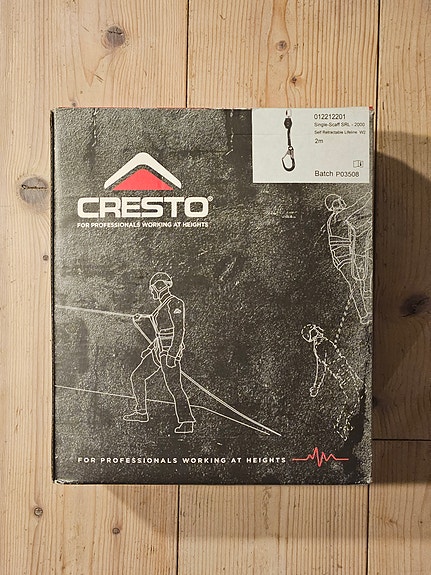 012212201
Single-Scaff SRL - 2000
Self Retractable Lifeline W2
2m
Batch P03508
CRESTO®
FOR PROFESSIONALS WORKING AT HEIGHTS
FOR PROFESSIONALS WORKING AT HEIGHTS